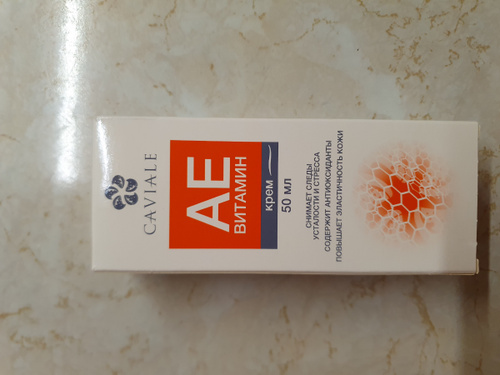 CAVIALE
АЕ
ВИТАМИН
крем
50 мл
СНИМАЕТ СЛЕДЫ
УСТАЛОСТИ И СТРЕССА
СОДЕРЖИТ АНТИОКСИДАНТЫ
ПОВЫШАЕТ ЭЛАСТИЧНОСТЬ КОЖИ